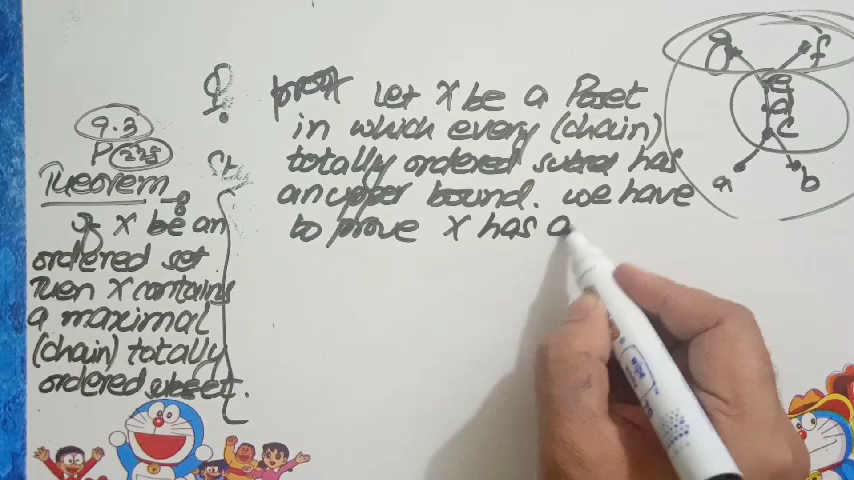 9.3
P 235
Theorem
If X be an
ordered set
Then X contains
a maximal
(chain) totally
ordered subset.
proof Let X be a Poset
in which every (chain)
totally ordered subset has
an upper bound. we have
to prove X has a
g f
e
d
c
a b